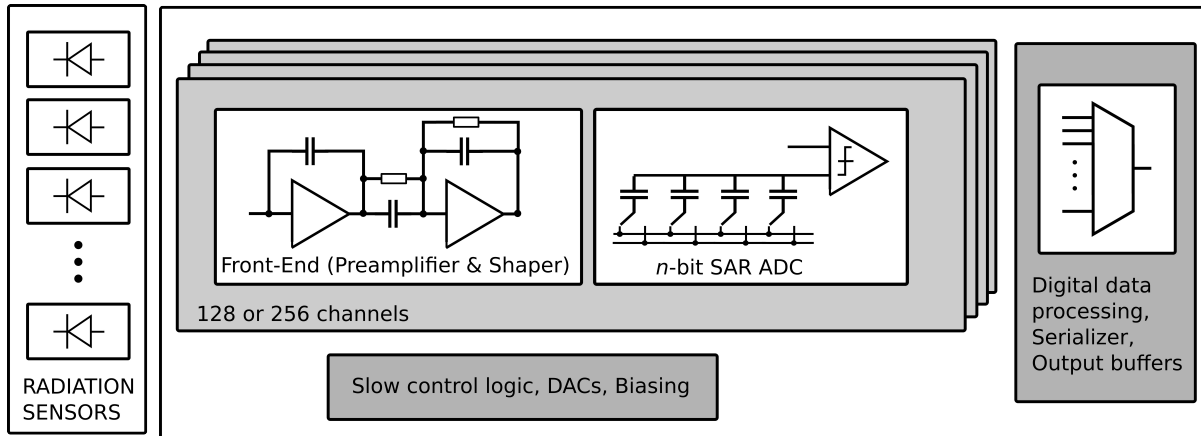 RADIATION
SENSORS
Front-End (Preamplifier & Shaper)
n-bit SAR ADC
128 or 256 channels
Slow control logic, DACs, Biasing
Digital data
processing,
Serializer,
Output buffers